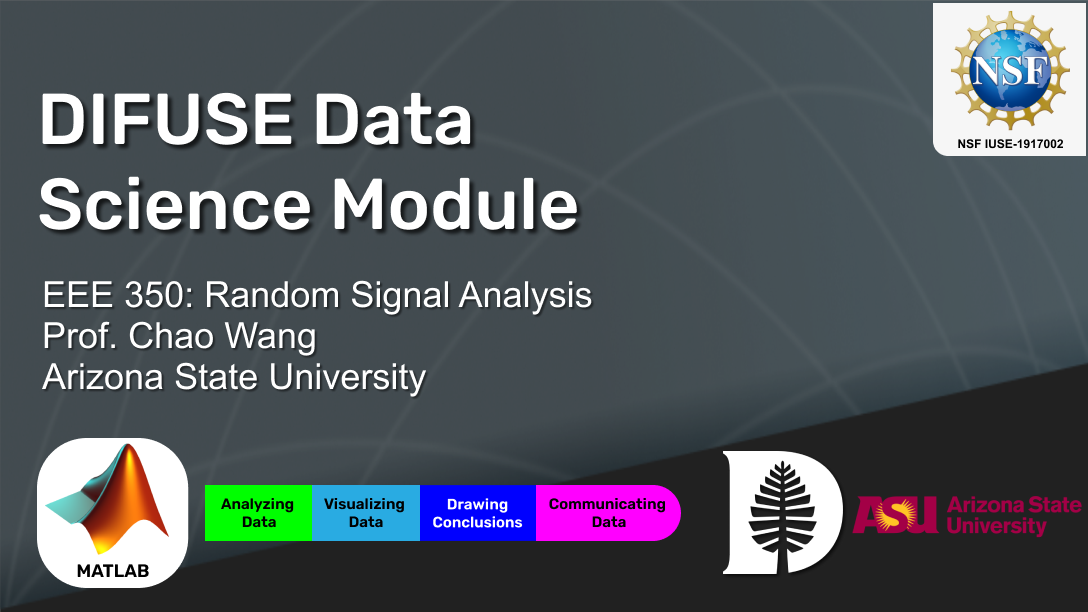 NSF
NSF IUSE-1917002
DIFUSE Data
Science Module
EEE 350: Random Signal Analysis
Prof. Chao Wang
Arizona State University
MATLAB
Analyzing
Data
Visualizing
Data
Drawing
Conclusions
Communicating
Data
D
ASU
Arizona State
University